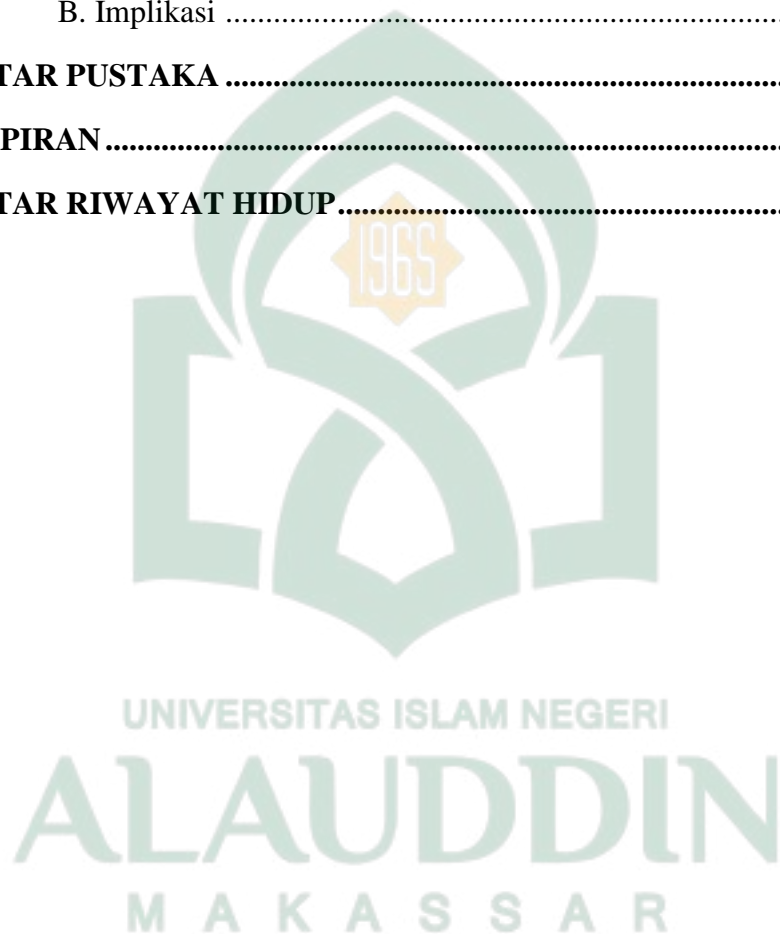 B. Implikasi ................................................................................
TAR PUSTAKA ................................................................................
PIRAN ................................................................................
TAR RIWAYAT HIDUP ................................................................................
1965
UNIVERSITAS ISLAM NEGERI
ALAUDDIN
MAKASSAR